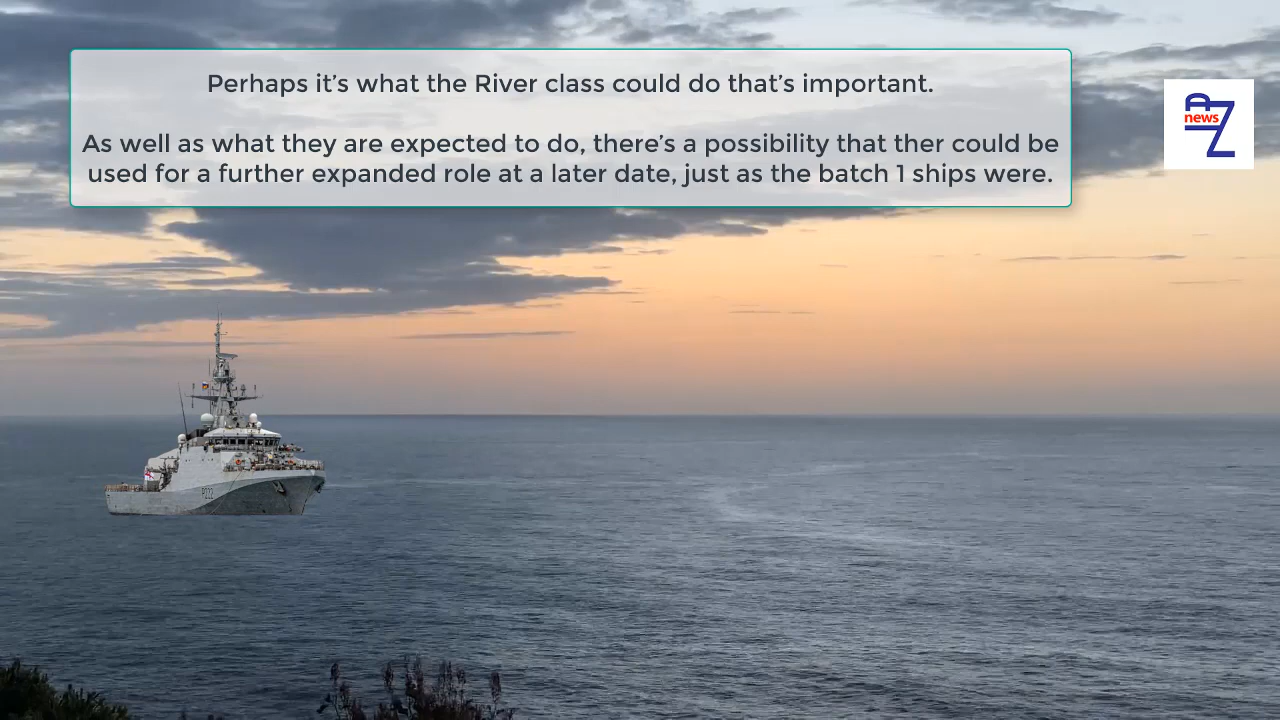 Perhaps it’s what the River class could do that’s important.
As well as what they are expected to do, there’s a possibility that ther could be
used for a further expanded role at a later date, just as the batch 1 ships were.
A
news
Z
P222